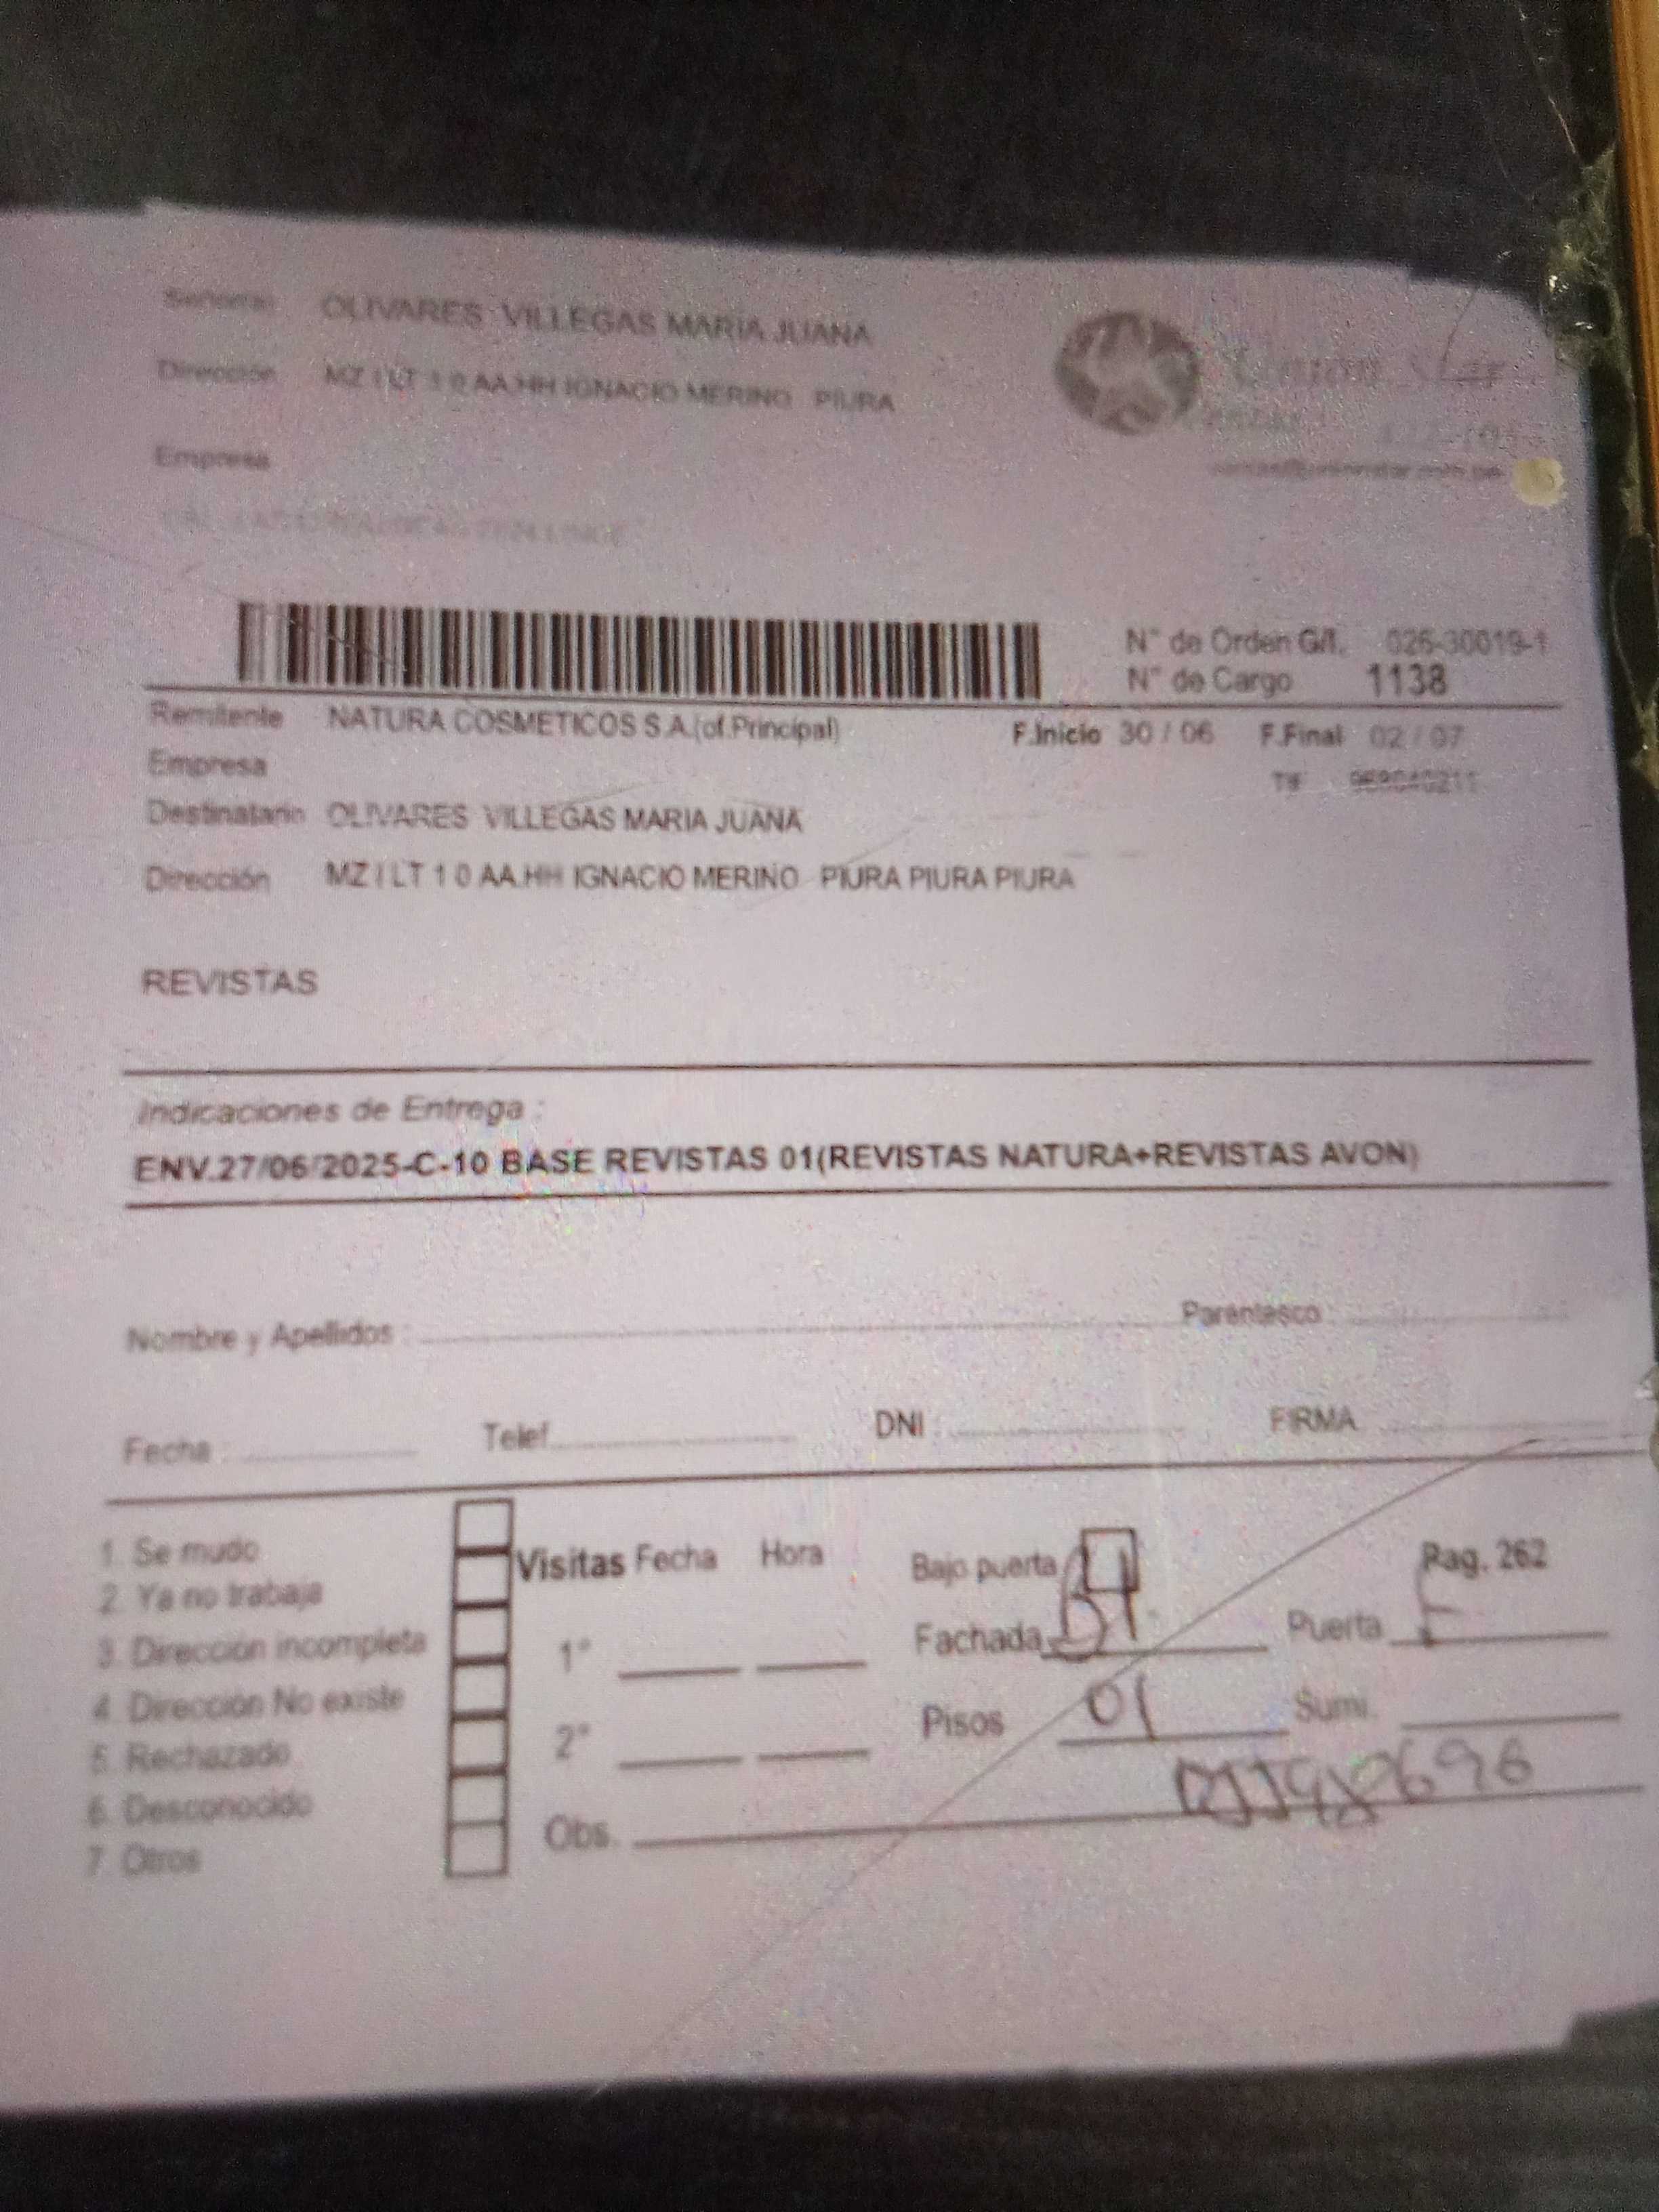 Señor(a) OLIVARES VILLEGAS MARIA JUANA
Dirección MZ I LT 1 0 AA.HH IGNACIO MERINO PIURA
Empresa
N° de Orden G/I. 026-30019-1
N° de Cargo 1138
Remitente NATURA COSMETICOS S.A.(of.Principal) F.Inicio 30 / 06 F.Final 02 / 07
Empresa
Destinatario OLIVARES VILLEGAS MARIA JUANA
Dirección MZ I LT 1 0 AA.HH IGNACIO MERINO PIURA PIURA PIURA
REVISTAS
Indicaciones de Entrega :
ENV.27/06/2025-C-10 BASE REVISTAS 01(REVISTAS NATURA+REVISTAS AVON)
Nombre y Apellidos : Parentesco :
Fecha : Telef. DNI : FIRMA
1. Se mudo
2. Ya no trabaja
3. Dirección incompleta
4. Dirección No existe
5. Rechazado
6. Desconocido
7. Otros
Visitas Fecha Hora
1°
2°
Obs.
Bajo puerta Pag. 262
Fachada Puerta F
Pisos 01 Sumi.